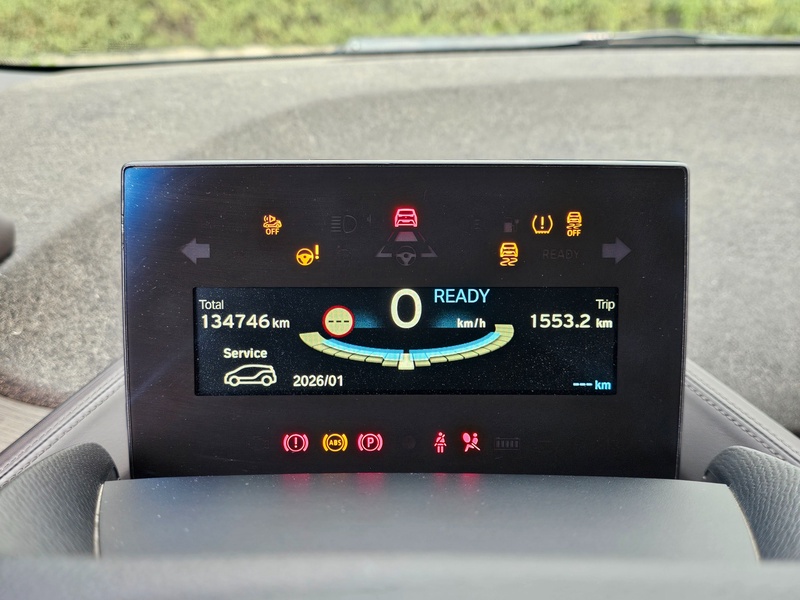 OFF
OFF
READY
READY
Total
134746 km
0
km/h
Trip
1553.2 km
Service
2026/01
--- km
! ABS P